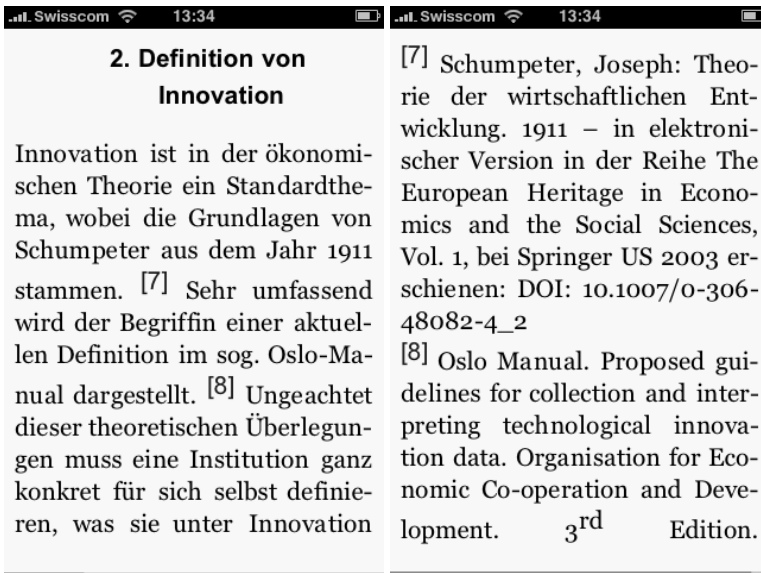 Swisscom 13:34
2. Definition von
Innovation
Innovation ist in der ökonomi-
schen Theorie ein Standardthe-
ma, wobei die Grundlagen von
Schumpeter aus dem Jahr 1911
stammen. [7] Sehr umfassend
wird der Begriffin einer aktuel-
len Definition im sog. Oslo-Ma-
nual dargestellt. [8] Ungeachtet
dieser theoretischen Überlegun-
gen muss eine Institution ganz
konkret für sich selbst definie-
ren, was sie unter Innovation
Swisscom 13:34
[7] Schumpeter, Joseph: Theo-
rie der wirtschaftlichen Ent-
wicklung. 1911 – in elektroni-
scher Version in der Reihe The
European Heritage in Econo-
mics and the Social Sciences,
Vol. 1, bei Springer US 2003 er-
schienen: DOI: 10.1007/0-306-
48082-4_2
[8] Oslo Manual. Proposed gui-
delines for collection and inter-
preting technological innova-
tion data. Organisation for Eco-
nomic Co-operation and Deve-
lopment. 3rd Edition.